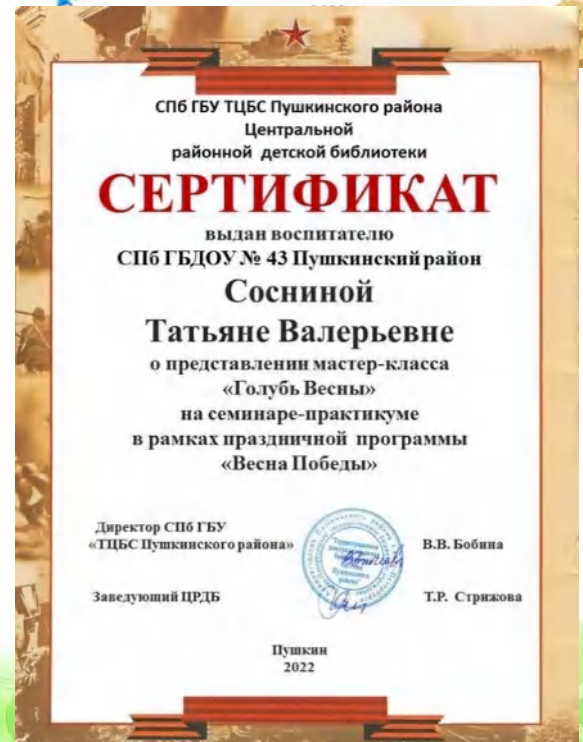 СПб ГБУ ТЦБС Пушкинского района
Центральной
районной детской библиотеки
СЕРТИФИКАТ
выдан воспитателю
СПб ГБДОУ № 43 Пушкинский район
Сосниной
Татьяне Валерьевне
о представлении мастер-класса
«Голубь Весны»
на семинаре-практикуме
в рамках праздничной программы
«Весна Победы»
Директор СПб ГБУ
«ТЦБС Пушкинского района»
В.В. Бобина
Заведующий ЦРДБ
Т.Р. Стрижова
Пушкин
2022